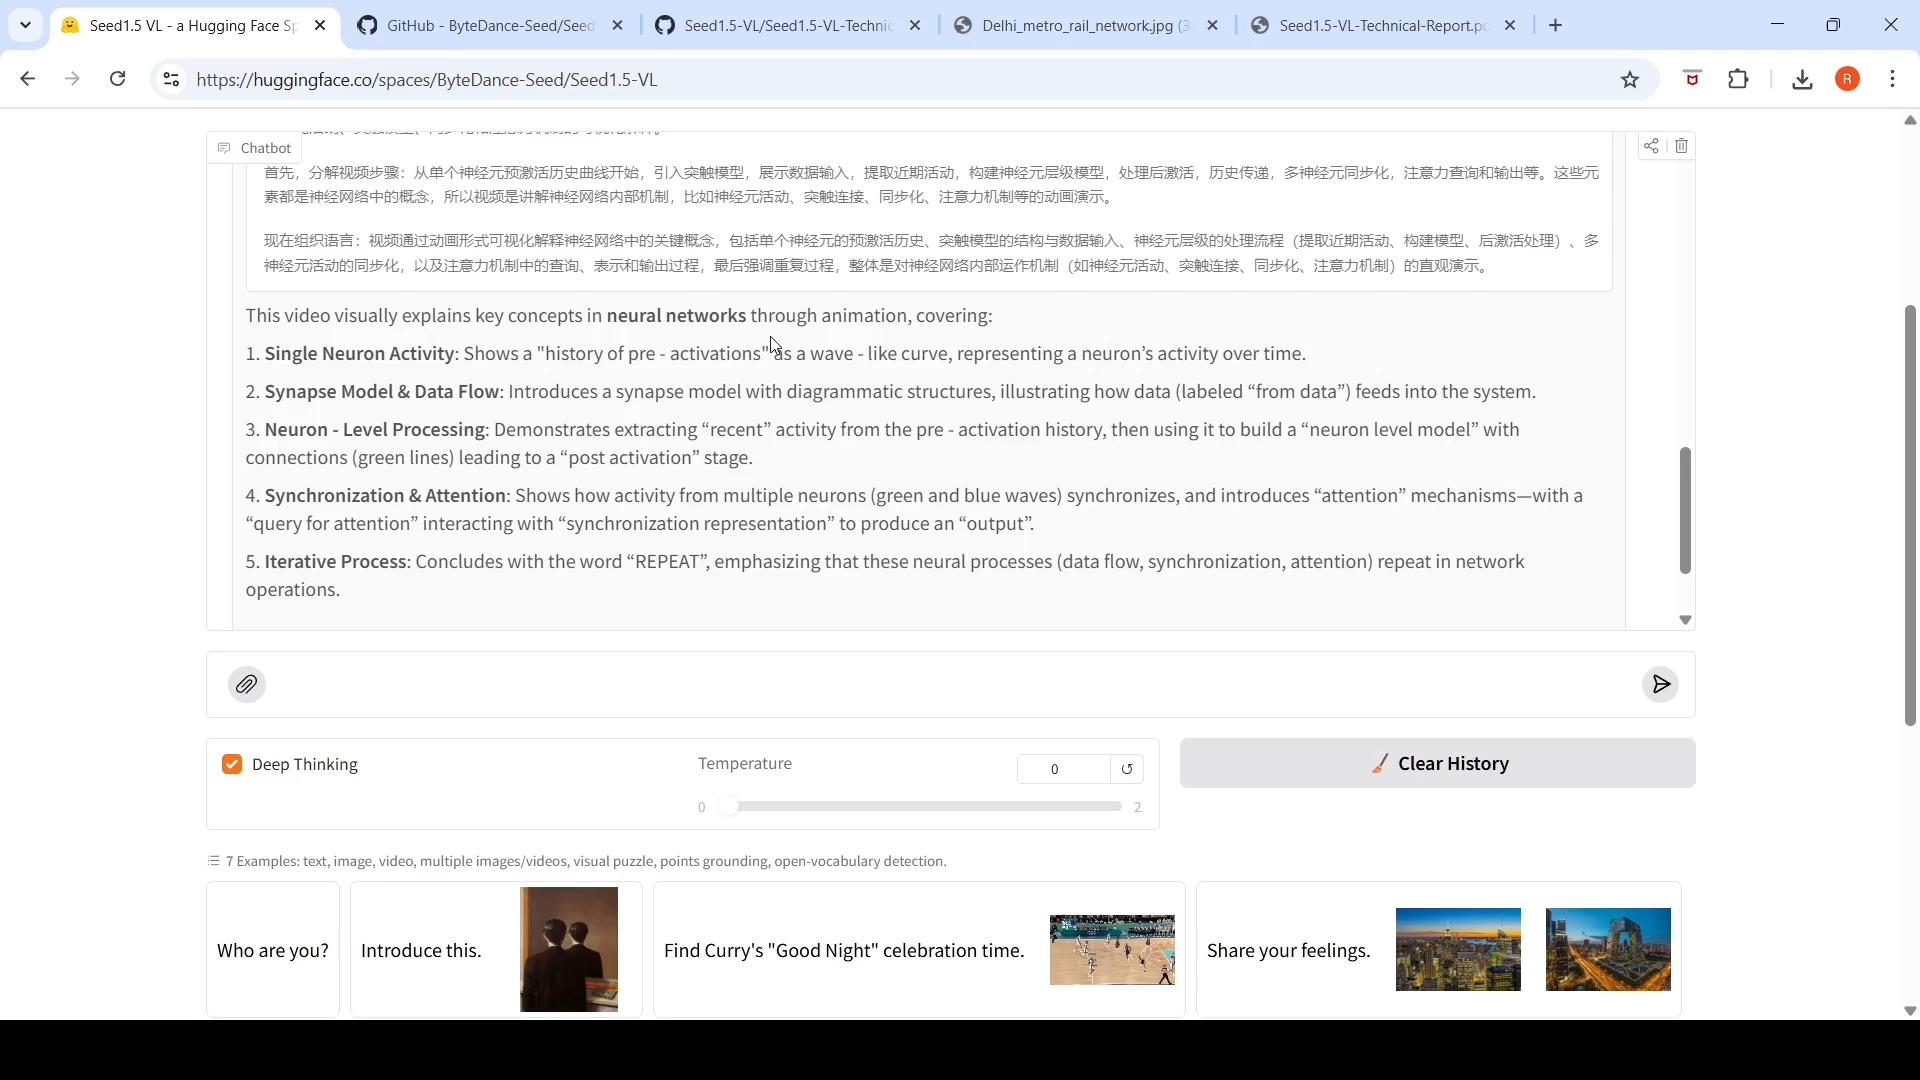 Seed1.5 VL - a Hugging Face Sp
GitHub - ByteDance-Seed/Seed
Seed1.5-VL/Seed1.5-VL-Technic
Delhi_metro_rail_network.jpg (3
Seed1.5-VL-Technical-Report.pd
https://huggingface.co/spaces/ByteDance-Seed/Seed1.5-VL
R
Chatbot
首先，分解视频步骤：从单个神经元预激活历史曲线开始，引入突触模型，展示数据输入，提取近期活动，构建神经元层级模型，处理后激活，历史传递，多神经元同步化，注意力查询和输出等。这些元
素都是神经网络中的概念，所以视频是讲解神经网络内部机制，比如神经元活动、突触连接、同步化、注意力机制等的动画演示。
现在组织语言：视频通过动画形式可视化解释神经网络中的关键概念，包括单个神经元的预激活历史、突触模型的结构与数据输入、神经元层级的处理流程（提取近期活动、构建模型、后激活处理）、多
神经元活动的同步化，以及注意力机制中的查询、表示和输出过程，最后强调重复过程，整体是对神经网络内部运作机制（如神经元活动、突触连接、同步化、注意力机制）的直观演示。
This video visually explains key concepts in neural networks through animation, covering:
1. Single Neuron Activity: Shows a "history of pre - activations" as a wave - like curve, representing a neuron’s activity over time.
2. Synapse Model & Data Flow: Introduces a synapse model with diagrammatic structures, illustrating how data (labeled “from data”) feeds into the system.
3. Neuron - Level Processing: Demonstrates extracting “recent” activity from the pre - activation history, then using it to build a “neuron level model” with
connections (green lines) leading to a “post activation” stage.
4. Synchronization & Attention: Shows how activity from multiple neurons (green and blue waves) synchronizes, and introduces “attention” mechanisms—with a
“query for attention” interacting with “synchronization representation” to produce an “output”.
5. Iterative Process: Concludes with the word “REPEAT”, emphasizing that these neural processes (data flow, synchronization, attention) repeat in network
operations.
Deep Thinking
Temperature
0
0
2
Clear History
7 Examples: text, image, video, multiple images/videos, visual puzzle, points grounding, open-vocabulary detection.
Who are you?
Introduce this.
Find Curry's "Good Night" celebration time.
Share your feelings.